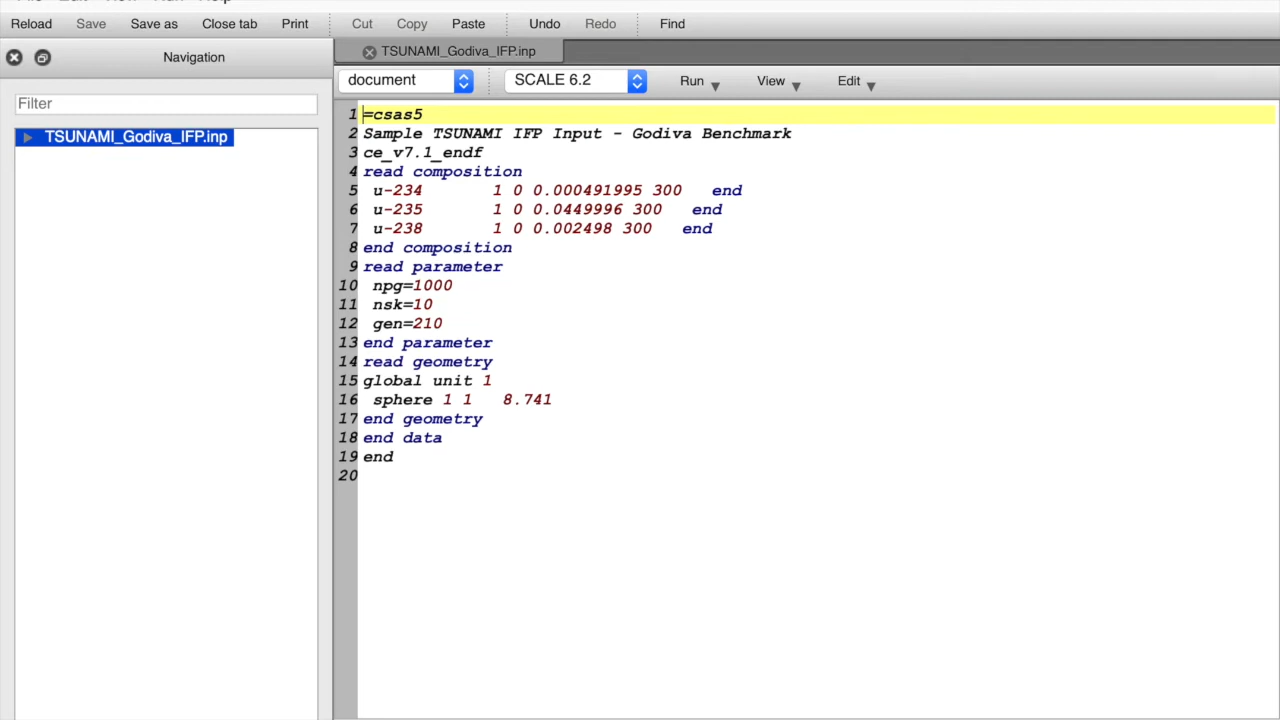 File Edit View Run Help
Reload Save Save as Close tab Print Cut Copy Paste Undo Redo Find
Navigation
TSUNAMI_Godiva_IFP.inp
document SCALE 6.2 Run View Edit
Filter
TSUNAMI_Godiva_IFP.inp
1 =csas5
2 Sample TSUNAMI IFP Input - Godiva Benchmark
3 ce_v7.1_endf
4 read composition
5 u-234 1 0 0.000491995 300 end
6 u-235 1 0 0.0449996 300 end
7 u-238 1 0 0.002498 300 end
8 end composition
9 read parameter
10 npg=1000
11 nsk=10
12 gen=210
13 end parameter
14 read geometry
15 global unit 1
16 sphere 1 1 8.741
17 end geometry
18 end data
19 end
20